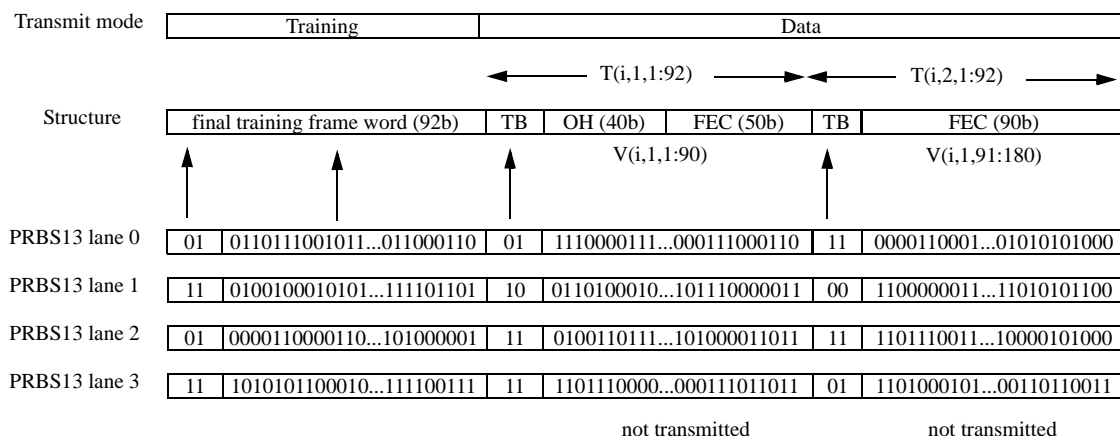 Transmit mode Training Data
T(i,1,1:92) T(i,2,1:92)
Structure final training frame word (92b) TB OH (40b) FEC (50b) TB FEC (90b)
V(i,1,1:90) V(i,1,91:180)
PRBS13 lane 0 01 0110111001011...011000110 01 1110000111...000111000110 11 0000110001...01010101000
PRBS13 lane 1 11 0100100010101...111101101 10 0110100010...101110000011 00 1100000011...11010101100
PRBS13 lane 2 01 0000110000110...101000001 11 0100110111...101000011011 11 1101110011...10000101000
PRBS13 lane 3 11 1010101100010...111100111 11 1101110000...000111011011 01 1101000101...00110110011
not transmitted not transmitted